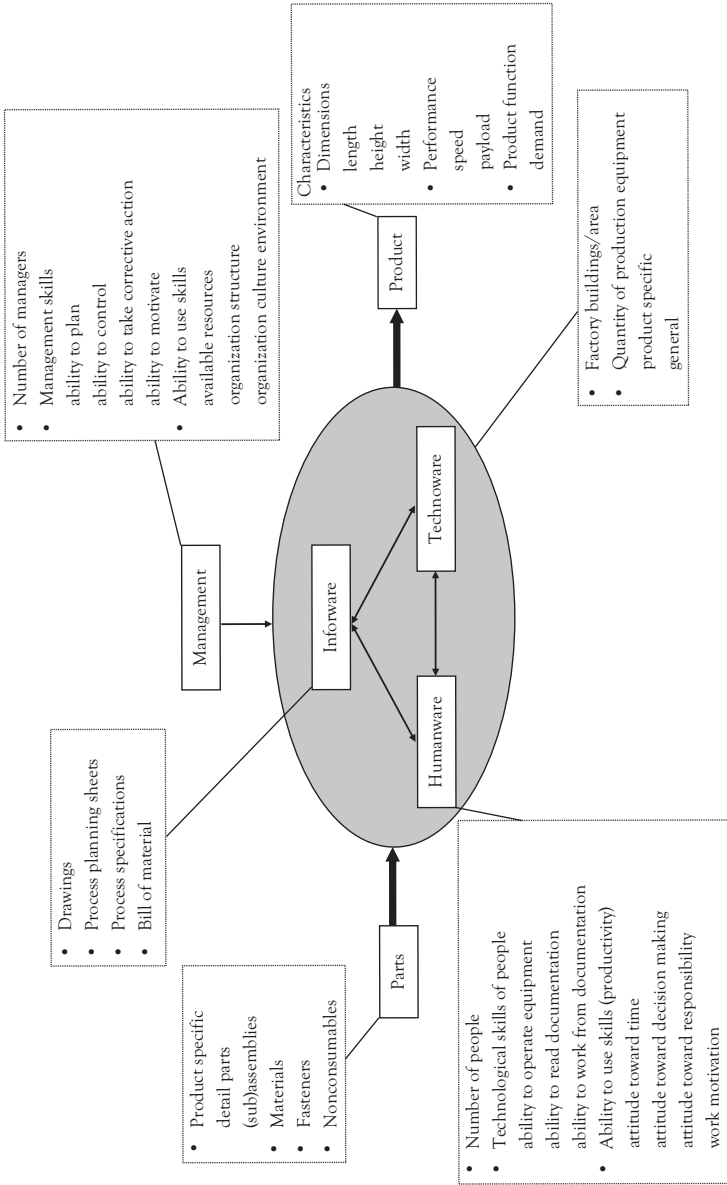 • Drawings
• Process planning sheets
• Process specifications
• Bill of material
• Number of managers
• Management skills
ability to plan
ability to control
ability to take corrective action
ability to motivate
• Ability to use skills
available resources
organization structure
organization culture environment
Management
• Product specific
detail parts
(sub)assemblies
• Materials
• Fasteners
• Nonconsumables
Parts
Inforware
Humanware
Technoware
Product
Characteristics
• Dimensions
length
height
width
• Performance
speed
payload
• Product function
demand
• Number of people
• Technological skills of people
ability to operate equipment
ability to read documentation
ability to work from documentation
• Ability to use skills (productivity)
attitude toward time
attitude toward decision making
attitude toward responsibility
work motivation
• Factory buildings/area
• Quantity of production equipment
product specific
general